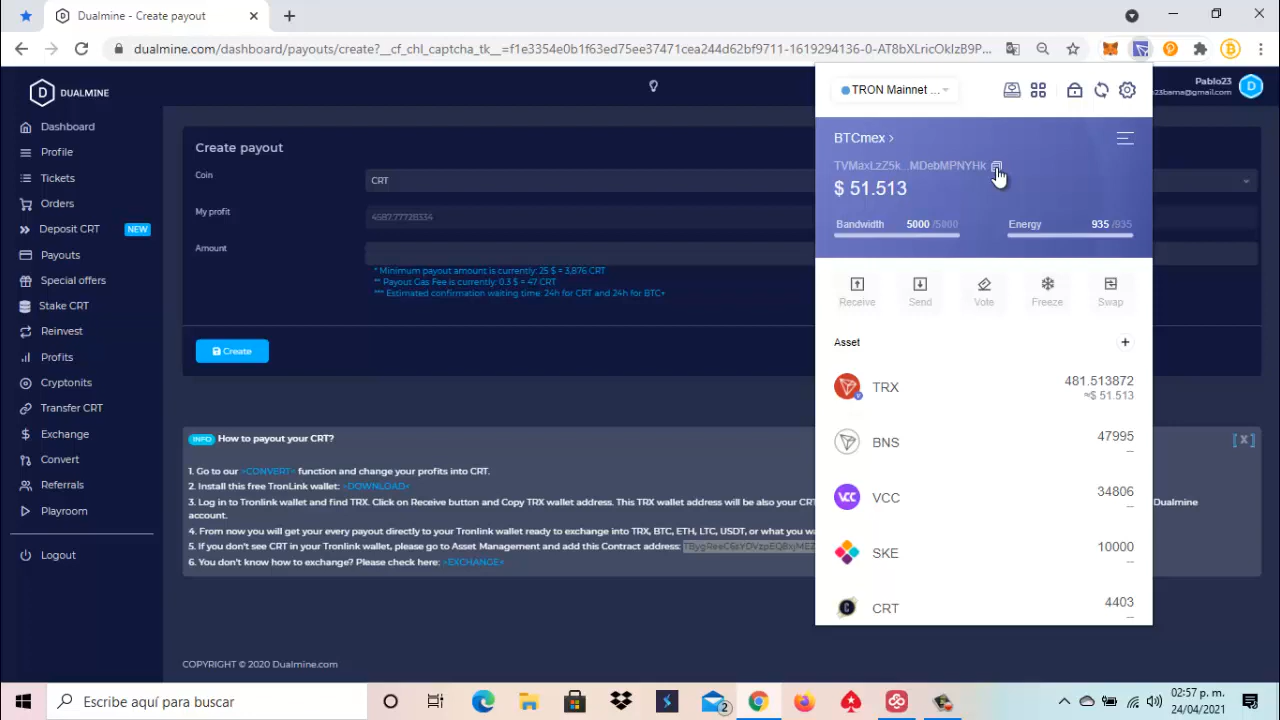 Dualmine - Create payout
dualmine.com/dashboard/payouts/create?__cf_chl_captcha_tk__=f1e3354e0b1f63ed75ee37471cea244d62bf9711-1619294136-0-AT8bXLricOkIzB9P...
DUALMINE
Pablo23
o23bama@gmail.com
Dashboard
Profile
Tickets
Orders
Deposit CRT NEW
Payouts
Special offers
Stake CRT
Reinvest
Profits
Cryptonits
Transfer CRT
Exchange
Convert
Referrals
Playroom
Logout
Create payout
Coin
CRT
My profit
4587.77728334
Amount
* Minimum payout amount is currently: 25 $ = 3,876 CRT
** Payout Gas Fee is currently: 0.3 $ = 47 CRT
*** Estimated confirmation waiting time: 24h for CRT and 24h for BTC+
Create
INFO How to payout your CRT?
[ X ]
1. Go to our >CONVERT< function and change your profits into CRT.
2. Install this free TronLink wallet: >DOWNLOAD<
3. Log in to Tronlink wallet and find TRX. Click on Receive button and Copy TRX wallet address. This TRX wallet address will be also your CRT
Dualmine
account.
4. From now you will get your every payout directly to your Tronlink wallet ready to exchange into TRX, BTC, ETH, LTC, USDT, or what you wa
5. If you don't see CRT in your Tronlink wallet, please go to Asset Management and add this Contract address:
6. You don't know how to exchange? Please check here: >EXCHANGE<
COPYRIGHT © 2020 Dualmine.com
TRON Mainnet ...
BTCmex >
TVMaxLzZ5k...MDebMPNYHk
$ 51.513
Bandwidth 5000 /5000
Energy 935 /935
Receive
Send
Vote
Freeze
Swap
Asset
TRX
481.513872
≈$ 51.513
BNS
47995
--
VCC
34806
--
SKE
10000
--
CRT
4403
--
Escribe aquí para buscar
2
02:57 p. m.
24/04/2021